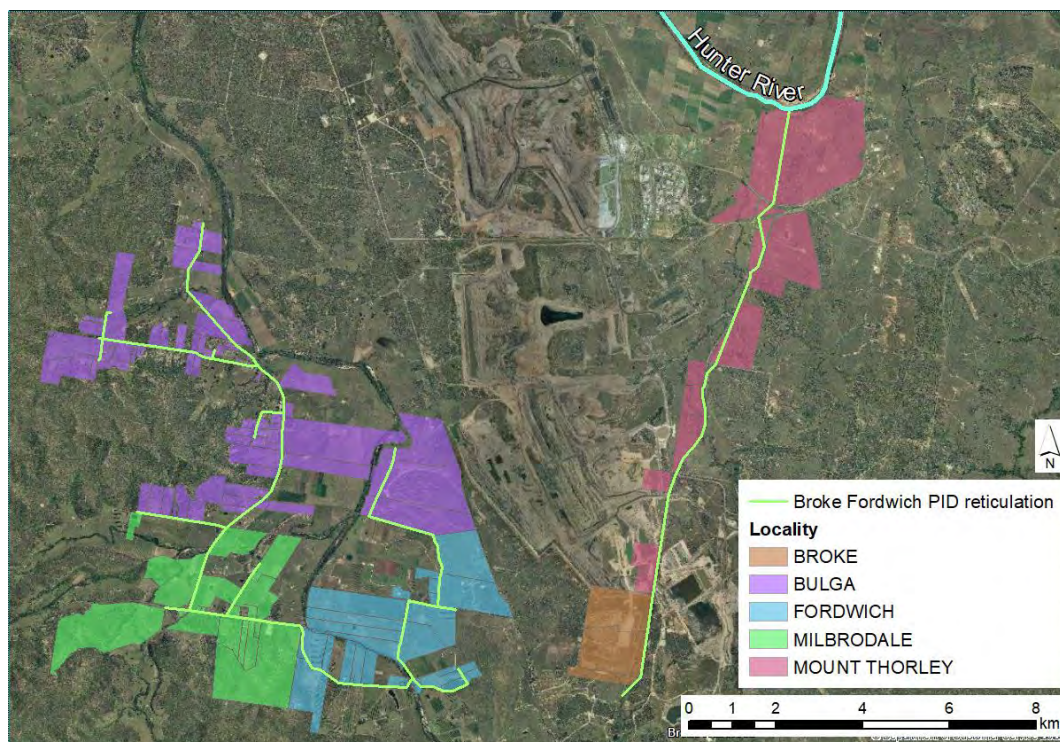 Hunter River
N
Broke Fordwich PID reticulation
Locality
BROKE
BULGA
FORDWICH
MILBRODALE
MOUNT THORLEY
0 1 2 4 6 8
km
Br